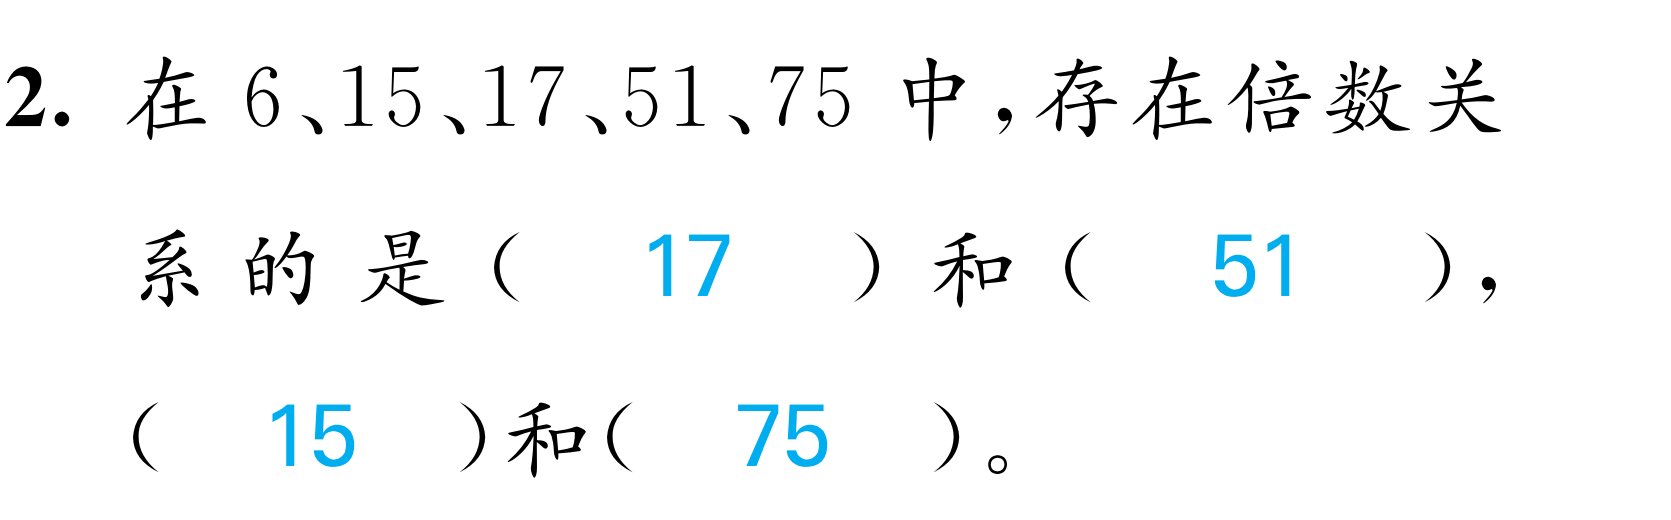 2. 在 6、15、17、51、75 中,存在倍数关
系的是( 17 )和( 51 ),
( 15 )和( 75 )。